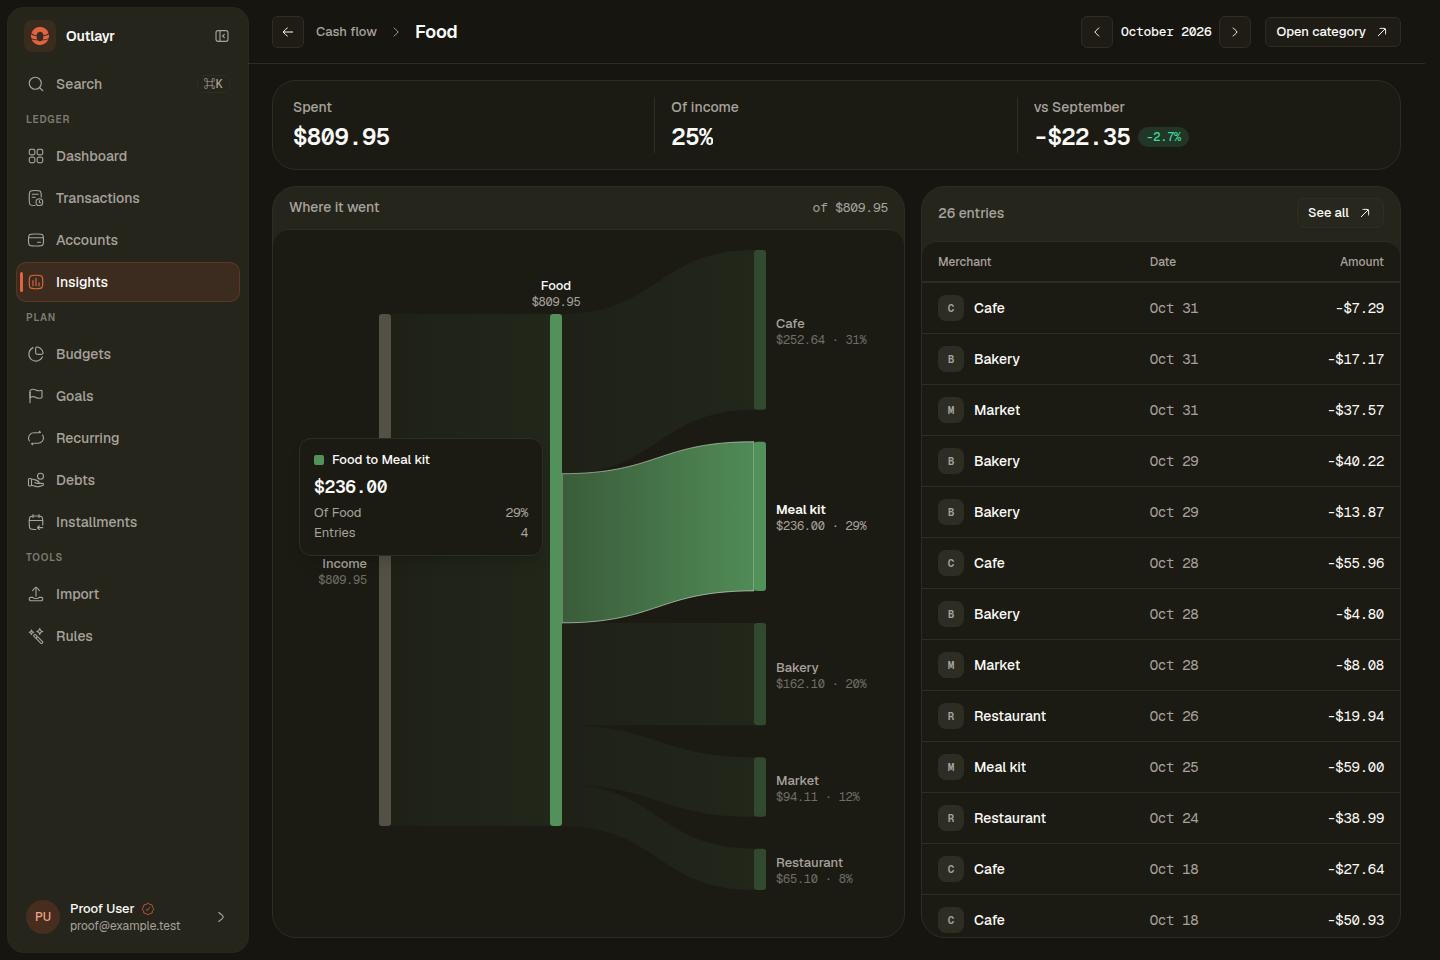 Outlayr
Search ⌘K
LEDGER
Dashboard
Transactions
Accounts
Insights
PLAN
Budgets
Goals
Recurring
Debts
Installments
TOOLS
Import
Rules
PU
Proof User
proof@example.test
Cash flow
Food
October 2026
Open category
Spent
$809.95
Of income
25%
vs September
-$22.35 -2.7%
Where it went
of $809.95
Food
$809.95
Income
$809.95
Food to Meal kit
$236.00
Of Food 29%
Entries 4
Cafe
$252.64 · 31%
Meal kit
$236.00 · 29%
Bakery
$162.10 · 20%
Market
$94.11 · 12%
Restaurant
$65.10 · 8%
26 entries
See all
Merchant Date Amount
C Cafe Oct 31 -$7.29
B Bakery Oct 31 -$17.17
M Market Oct 31 -$37.57
B Bakery Oct 29 -$40.22
B Bakery Oct 29 -$13.87
C Cafe Oct 28 -$55.96
B Bakery Oct 28 -$4.80
M Market Oct 28 -$8.08
R Restaurant Oct 26 -$19.94
M Meal kit Oct 25 -$59.00
R Restaurant Oct 24 -$38.99
C Cafe Oct 18 -$27.64
C Cafe Oct 18 -$50.93